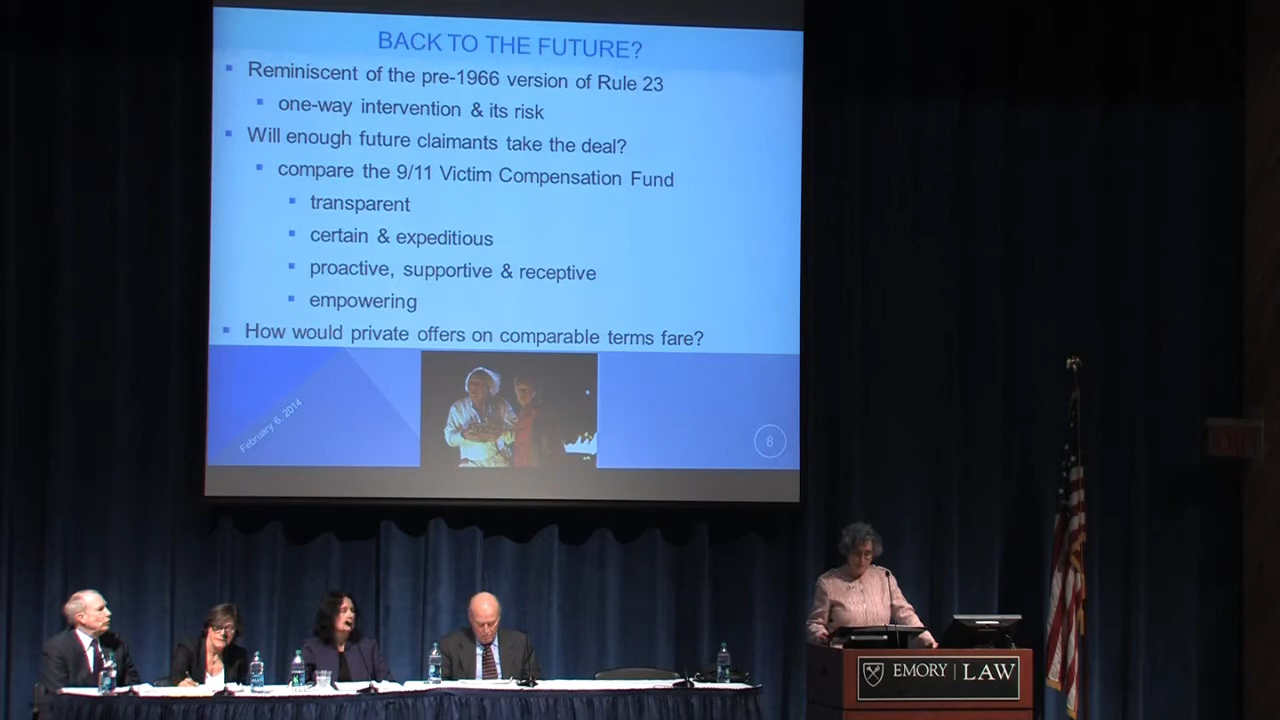 BACK TO THE FUTURE?
Reminiscent of the pre-1966 version of Rule 23
one-way intervention & its risk
Will enough future claimants take the deal?
compare the 9/11 Victim Compensation Fund
transparent
certain & expeditious
proactive, supportive & receptive
empowering
How would private offers on comparable terms fare?
February 6, 2014
8
EMORY | LAW